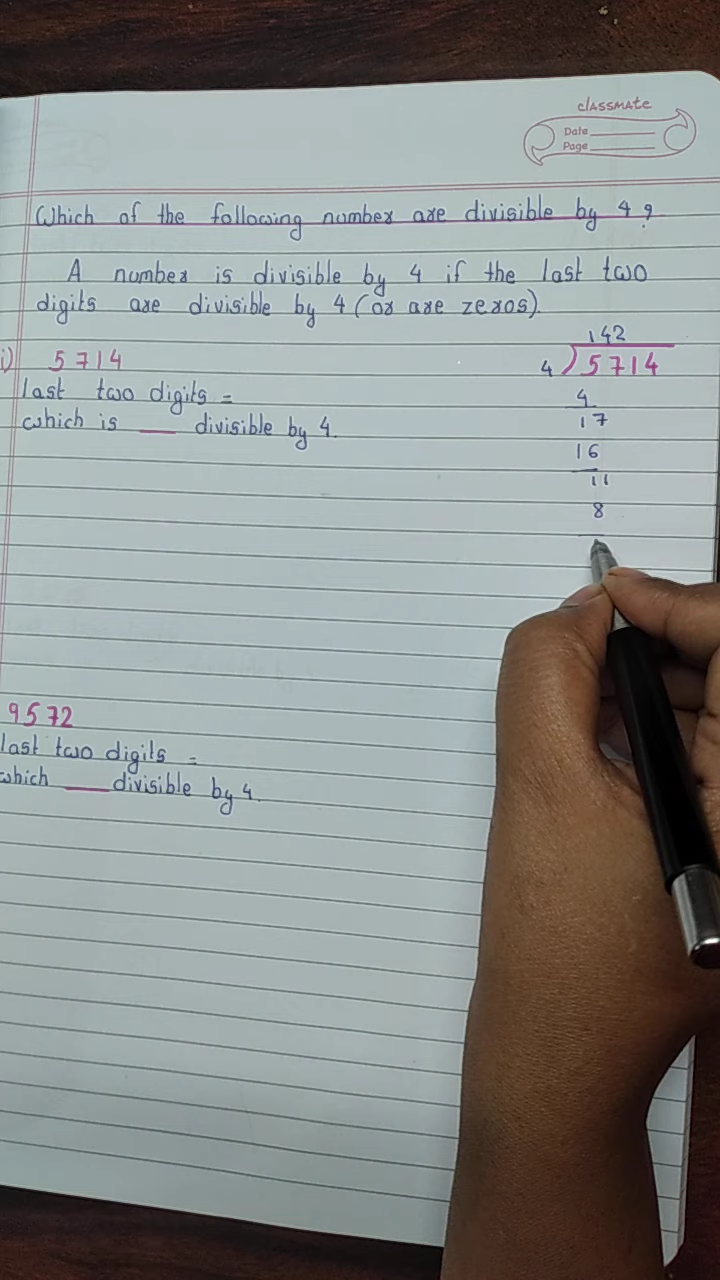 classmate
Date
Page
Which of the following number are divisible by 4 ?
A number is divisible by 4 if the last two
digits are divisible by 4 (or are zeros).
i) 5714
last two digits =
which is ___ divisible by 4.
142
4 ) 5714
4
17
16
11
8
9572
last two digits =
which ___ divisible by 4.